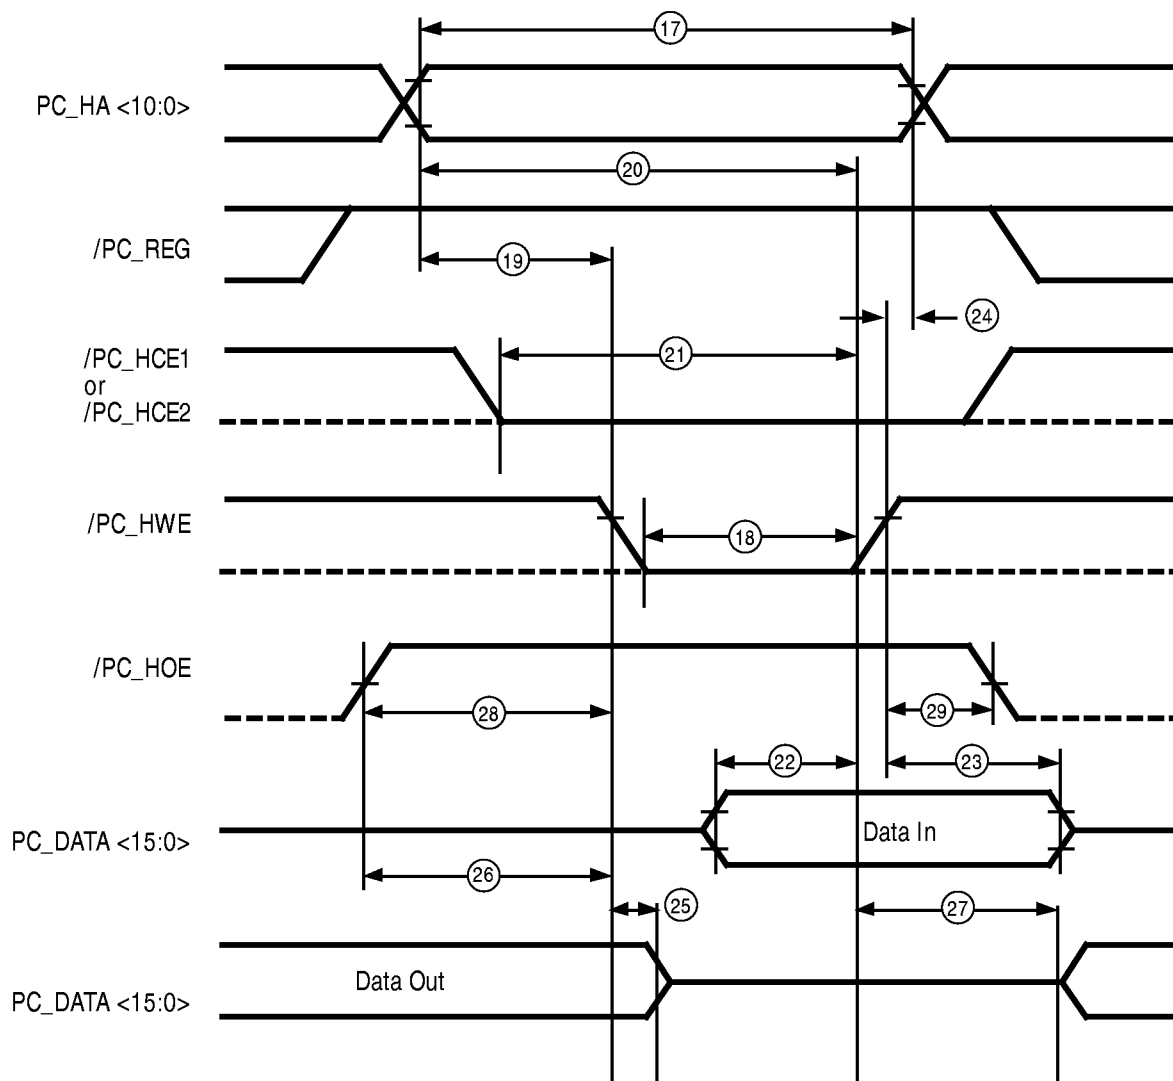 17
PC_HA <10:0>
20
/PC_REG
19
24
/PC_HCE1
or
/PC_HCE2
21
/PC_HWE
18
/PC_HOE
28
29
22
23
PC_DATA <15:0>
Data In
26
25
27
Data Out
PC_DATA <15:0>